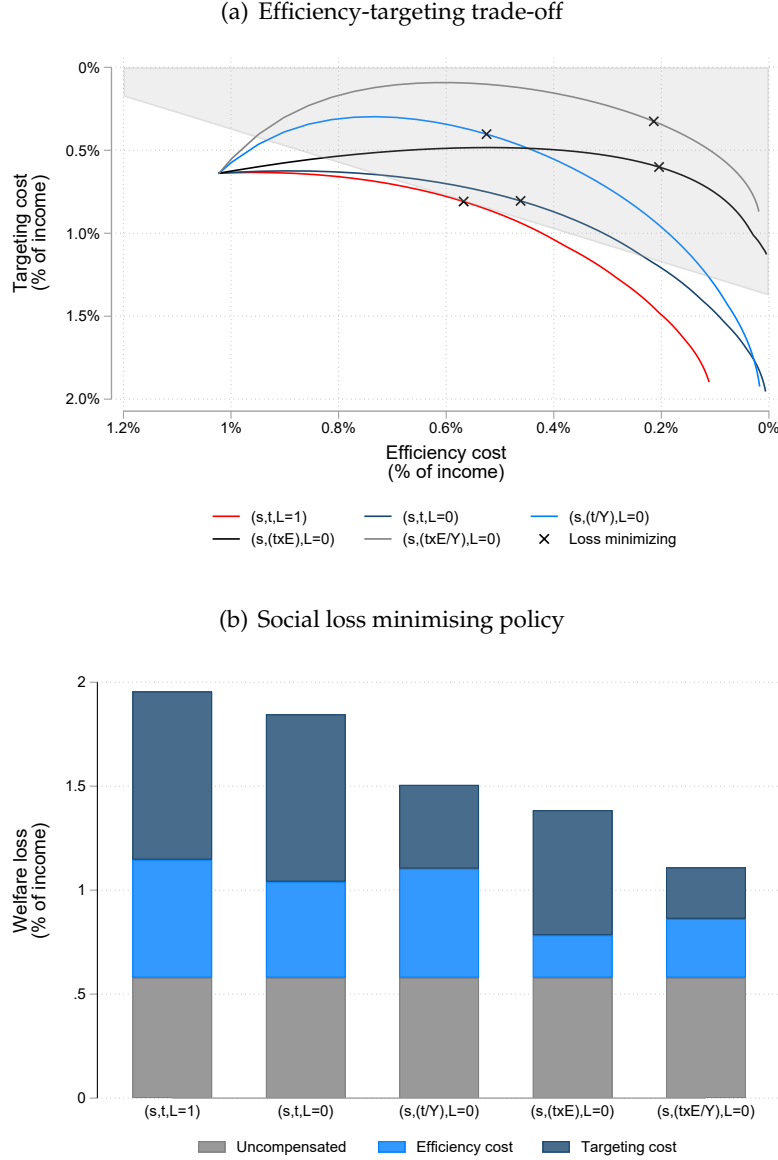 (a) Efficiency-targeting trade-off
0%
0.5%
1.0%
1.5%
2.0%
Targeting cost
(% of income)
1.2%
1%
0.8%
0.6%
0.4%
0.2%
0%
Efficiency cost
(% of income)
(s,t,L=1)
(s,t,L=0)
(s,(t/Y),L=0)
(s,(txE),L=0)
(s,(txE/Y),L=0)
Loss minimizing
(b) Social loss minimising policy
2
1.5
1
.5
0
Welfare loss
(% of income)
(s,t,L=1)
(s,t,L=0)
(s,(t/Y),L=0)
(s,(txE),L=0)
(s,(txE/Y),L=0)
Uncompensated
Efficiency cost
Targeting cost